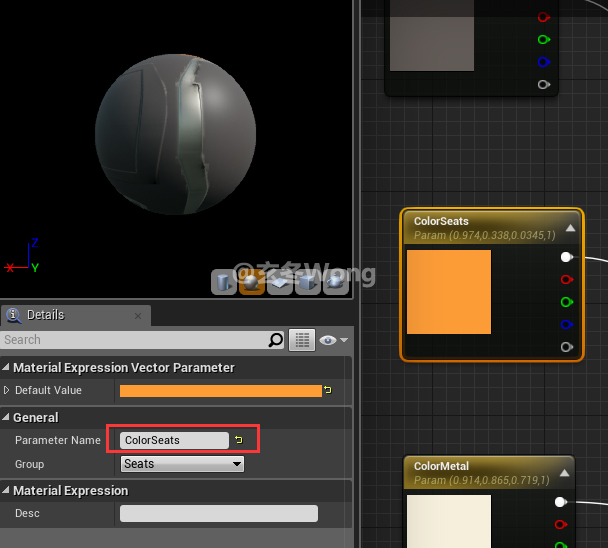 Z
X
Y
@玄冬Wong
Details
Search
Material Expression Vector Parameter
Default Value
General
Parameter Name
ColorSeats
Group
Seats
Material Expression
Desc
ColorSeats
Param (0.974,0.338,0.0345,1)
ColorMetal
Param (0.914,0.865,0.719,1)